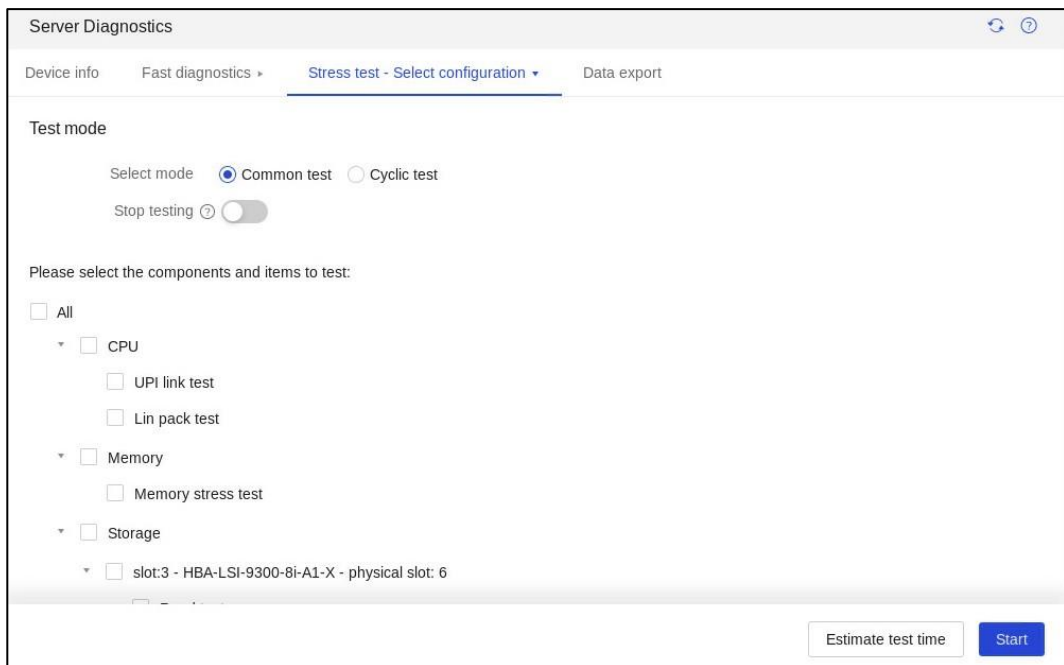 Server Diagnostics
Device info Fast diagnostics Stress test - Select configuration Data export
Test mode
Select mode Common test Cyclic test
Stop testing
Please select the components and items to test:
All
CPU
UPI link test
Lin pack test
Memory
Memory stress test
Storage
slot:3 - HBA-LSI-9300-8i-A1-X - physical slot: 6
Estimate test time Start